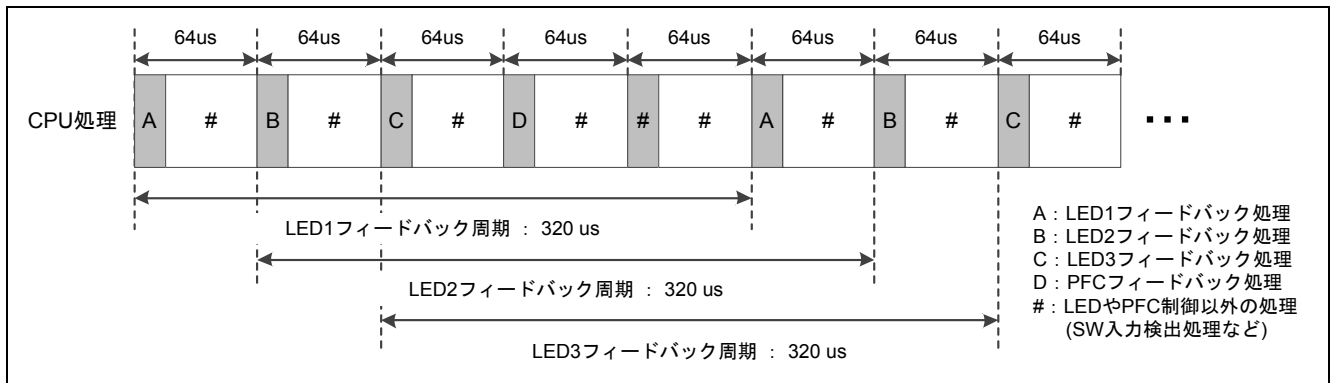 64us 64us 64us 64us 64us 64us 64us 64us
CPU処理 A # B # C # D # # # A # B # C # ･･･
LED1フィードバック周期 : 320 us
LED2フィードバック周期 : 320 us
LED3フィードバック周期 : 320 us
A : LED1フィードバック処理
B : LED2フィードバック処理
C : LED3フィードバック処理
D : PFCフィードバック処理
# : LEDやPFC制御以外の処理
(SW入力検出処理など)